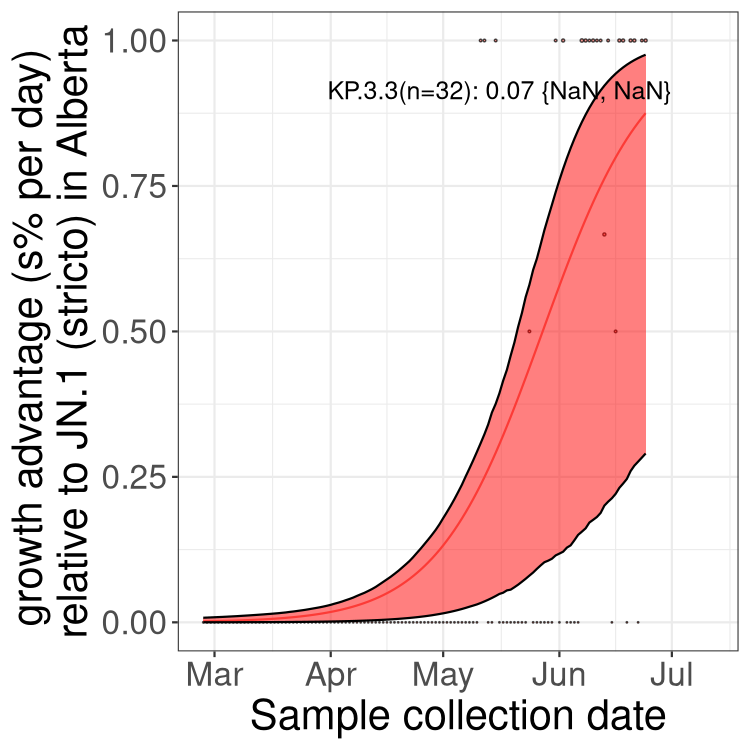 growth advantage (s% per day)
relative to JN.1 (stricto) in Alberta
1.00
0.75
0.50
0.25
0.00
KP.3.3(n=32): 0.07 {NaN, NaN}
Mar Apr May Jun Jul
Sample collection date